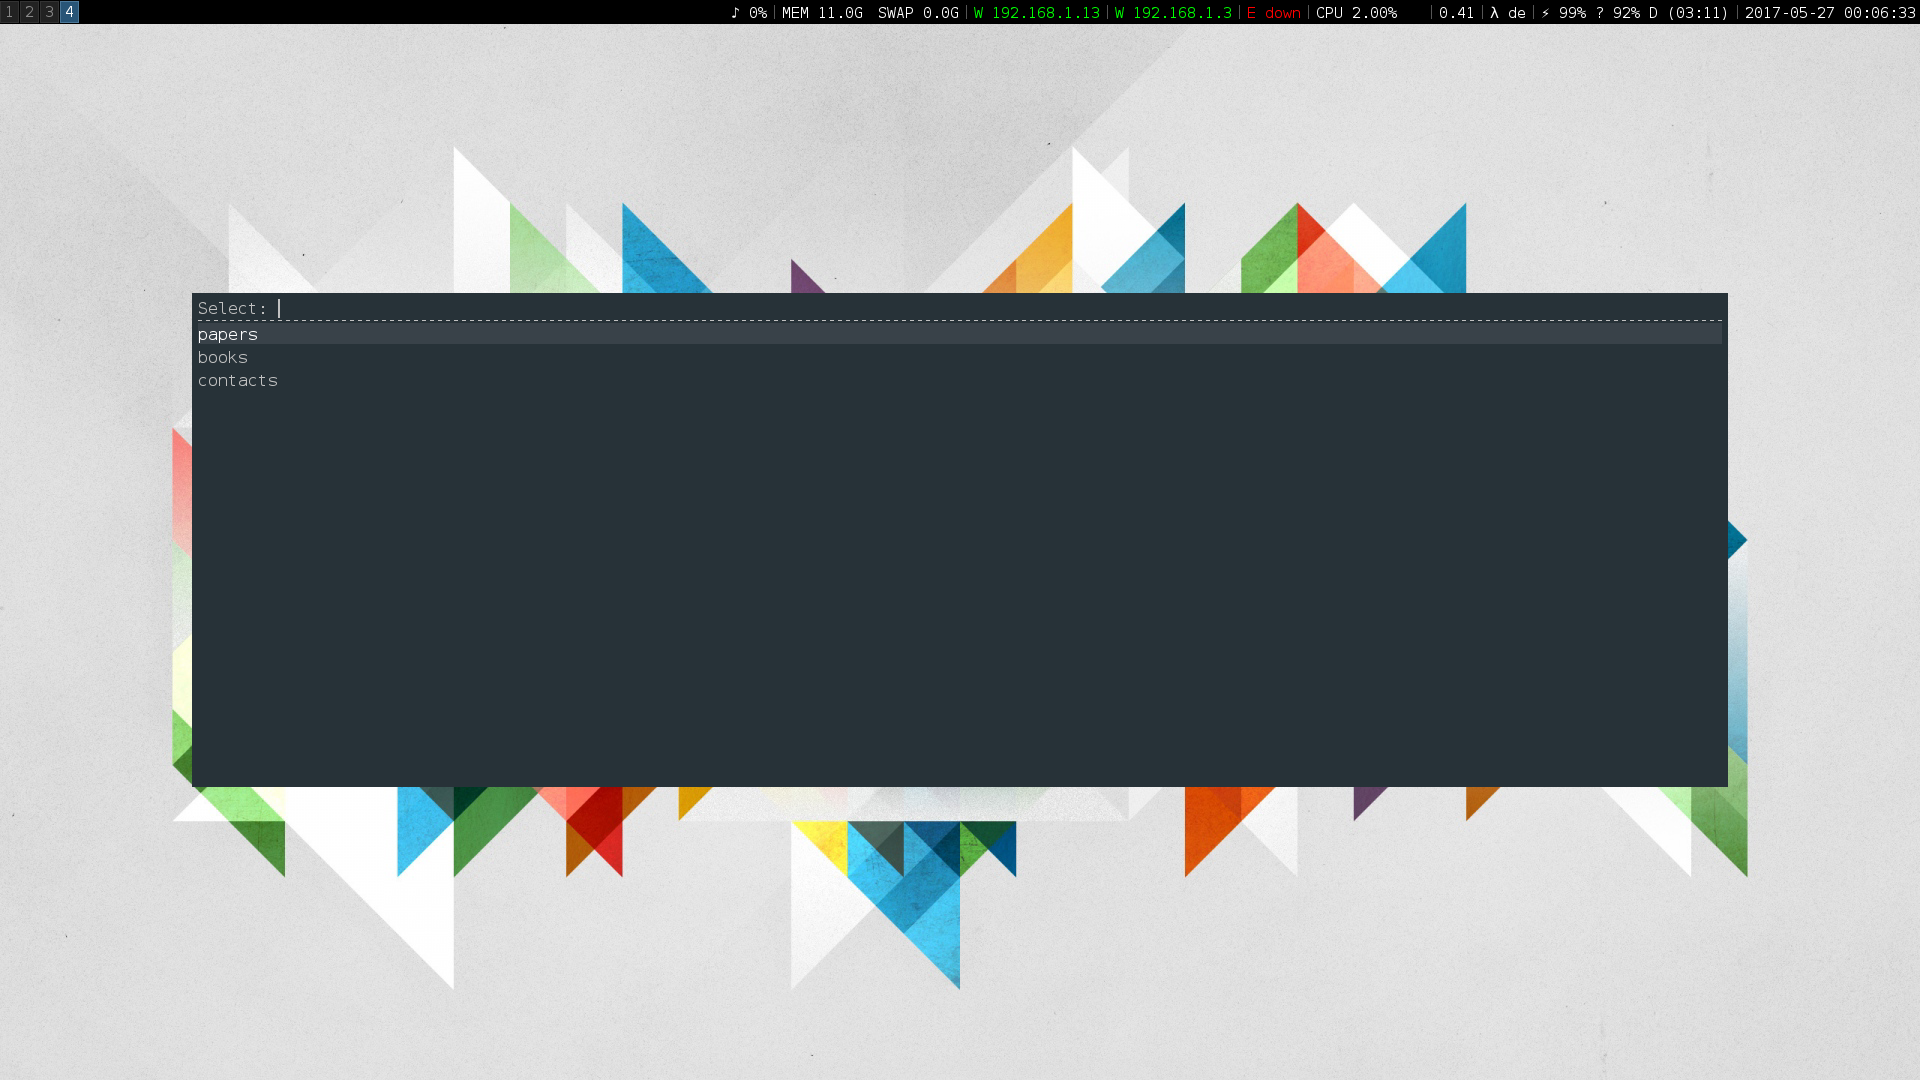 1 2 3 4 ♪ 0% MEM 11.0G SWAP 0.0G W 192.168.1.13 W 192.168.1.3 E down CPU 2.00% 0.41 λ de ⚡ 99% ? 92% D (03:11) 2017-05-27 00:06:33
Select:
papers
books
contacts